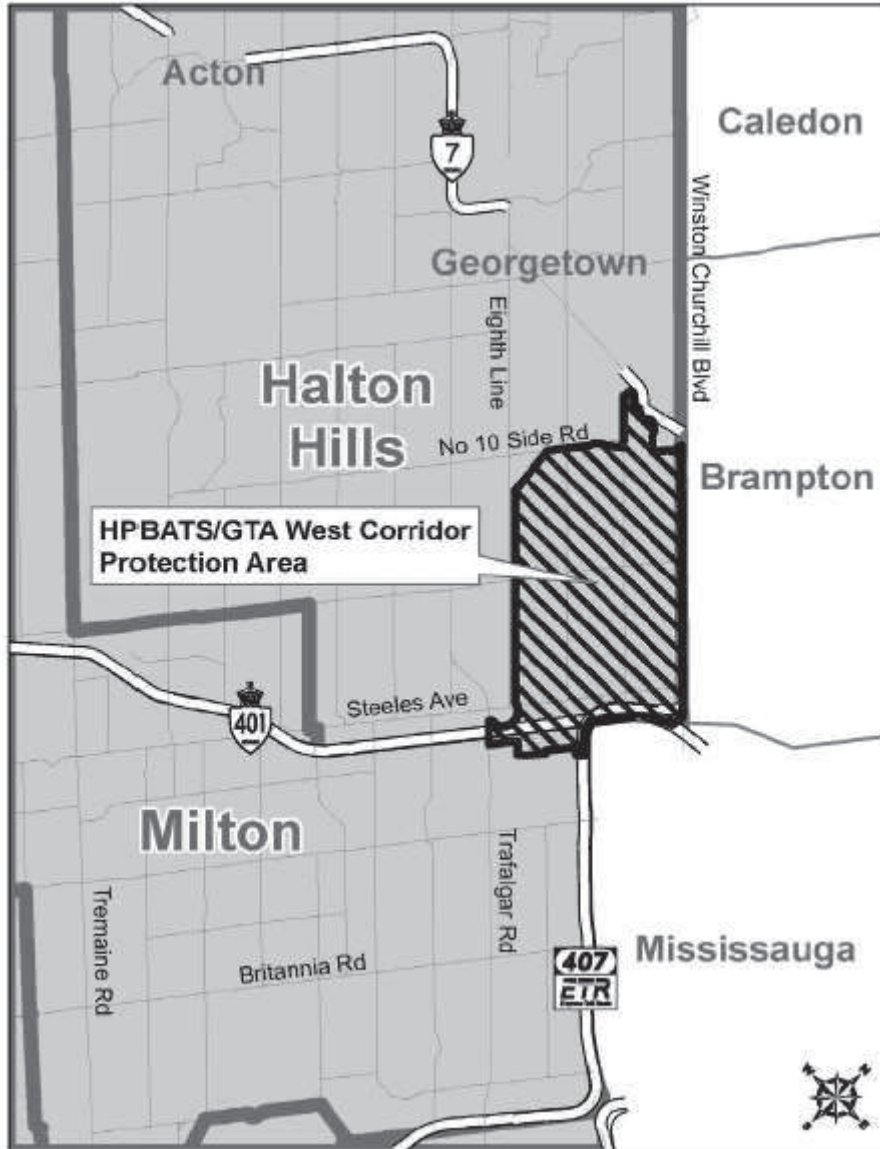 Acton
7
Caledon
Winston Churchill Blvd
Georgetown
Eighth Line
Halton
Hills
No 10 Side Rd
Brampton
HPBATS/GTA West Corridor
Protection Area
Steeles Ave
401
Milton
Trafalgar Rd
Tremaine Rd
Britannia Rd
Mississauga
407
ETR